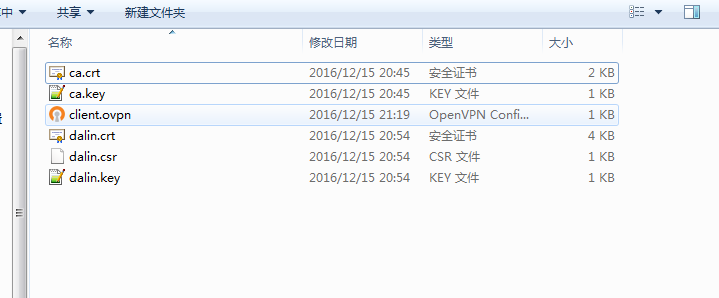 中 共享 新建文件夹
名称 修改日期 类型 大小
ca.crt 2016/12/15 20:45 安全证书 2 KB
ca.key 2016/12/15 20:45 KEY 文件 1 KB
client.ovpn 2016/12/15 21:19 OpenVPN Confi... 1 KB
dalin.crt 2016/12/15 20:54 安全证书 4 KB
dalin.csr 2016/12/15 20:54 CSR 文件 1 KB
dalin.key 2016/12/15 20:54 KEY 文件 1 KB